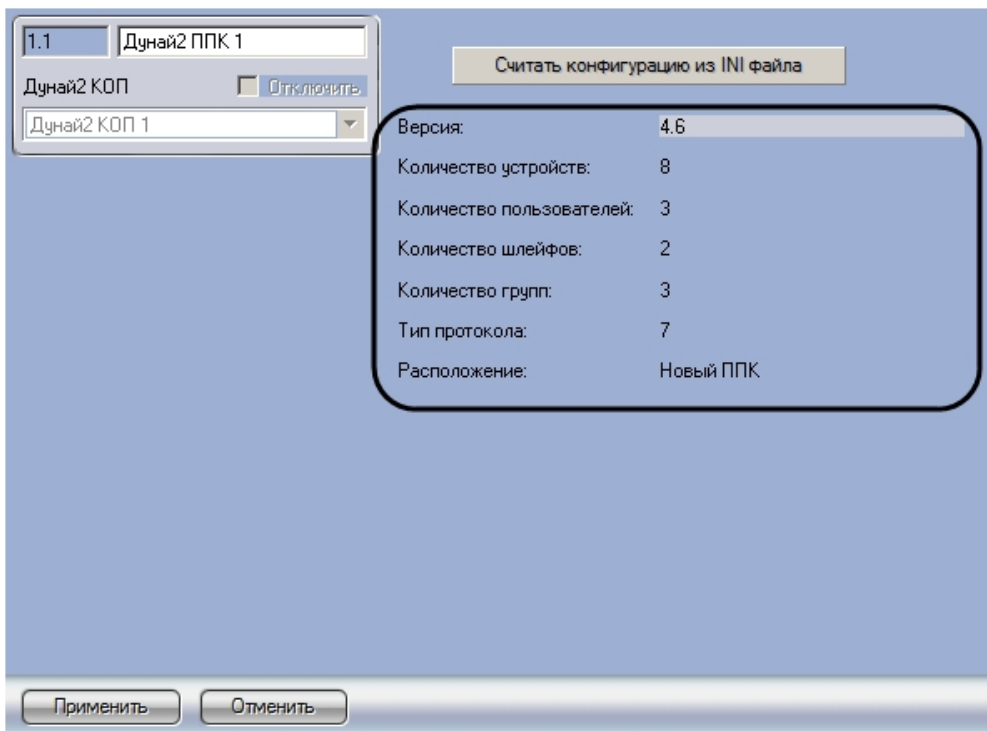 1.1 Дунай2 ППК 1
Дунай2 КОП Отключить
Дунай2 КОП 1
Считать конфигурацию из INI файла
Версия: 4.6
Количество устройств: 8
Количество пользователей: 3
Количество шлейфов: 2
Количество групп: 3
Тип протокола: 7
Расположение: Новый ППК
Применить Отменить